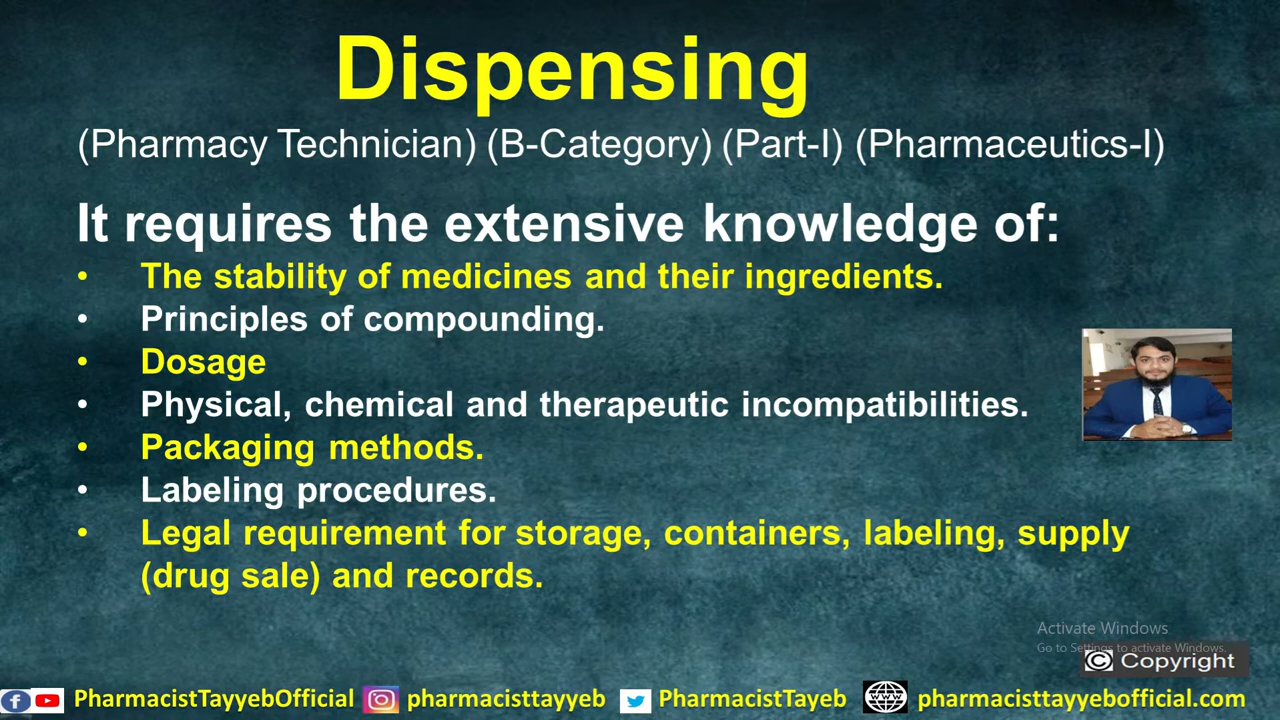 Dispensing
(Pharmacy Technician) (B-Category) (Part-I) (Pharmaceutics-I)
It requires the extensive knowledge of:
• The stability of medicines and their ingredients.
• Principles of compounding.
• Dosage
• Physical, chemical and therapeutic incompatibilities.
• Packaging methods.
• Labeling procedures.
• Legal requirement for storage, containers, labeling, supply
(drug sale) and records.
Activate Windows
Go to Settings to activate Windows.
© Copyright
PharmacistTayyebOfficial pharmacisttayyeb PharmacistTayeb WWW pharmacisttayyebofficial.com